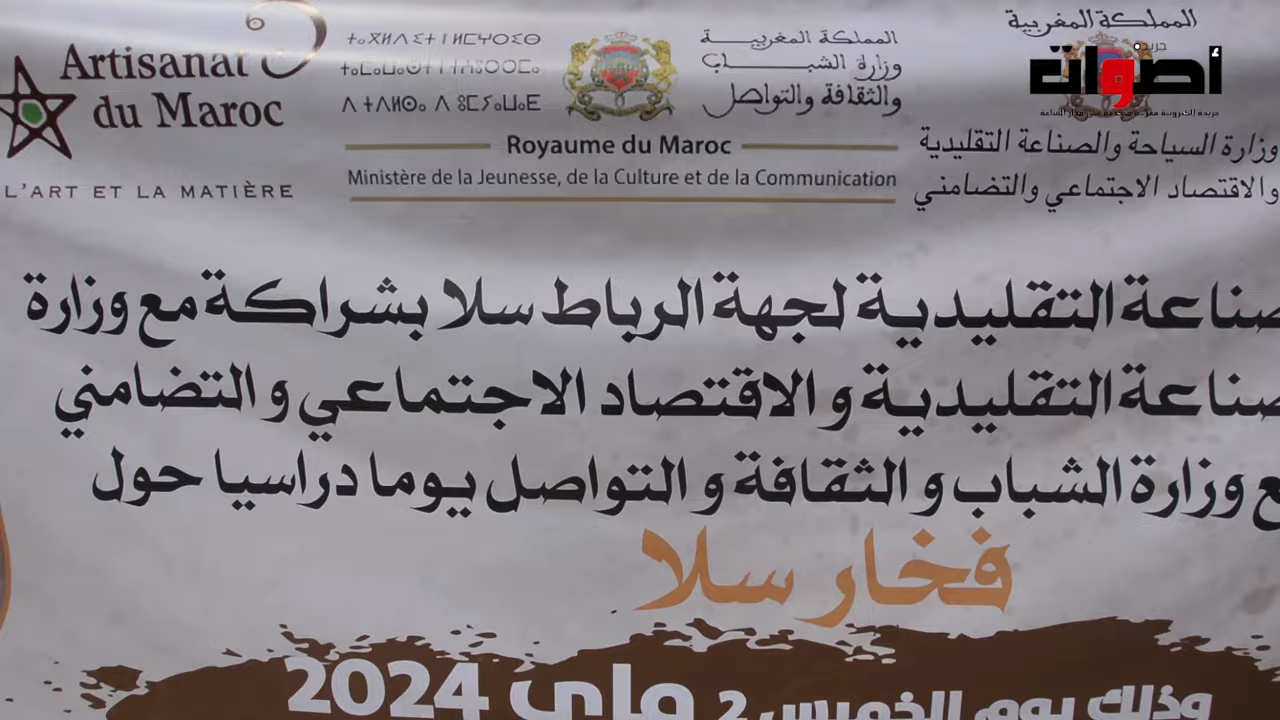 Artisanat
du Maroc
L'ART ET LA MATIÈRE
المملكة المغربية
وزارة الشباب
والثقافة والتواصل
Royaume du Maroc
Ministère de la Jeunesse, de la Culture et de la Communication
المملكة المغربية
جريدة
أصوات
وزارة السياحة والصناعة التقليدية
والاقتصاد الاجتماعي والتضامني
صناعة التقليدية لجهة الرباط سلا بشراكة مع وزارة
صناعة التقليدية و الاقتصاد الاجتماعي و التضامني
ع وزارة الشباب و الثقافة و التواصل يوما دراسيا حول
فخار سلا
وذلك يوم الخميس 2 ماي 2024